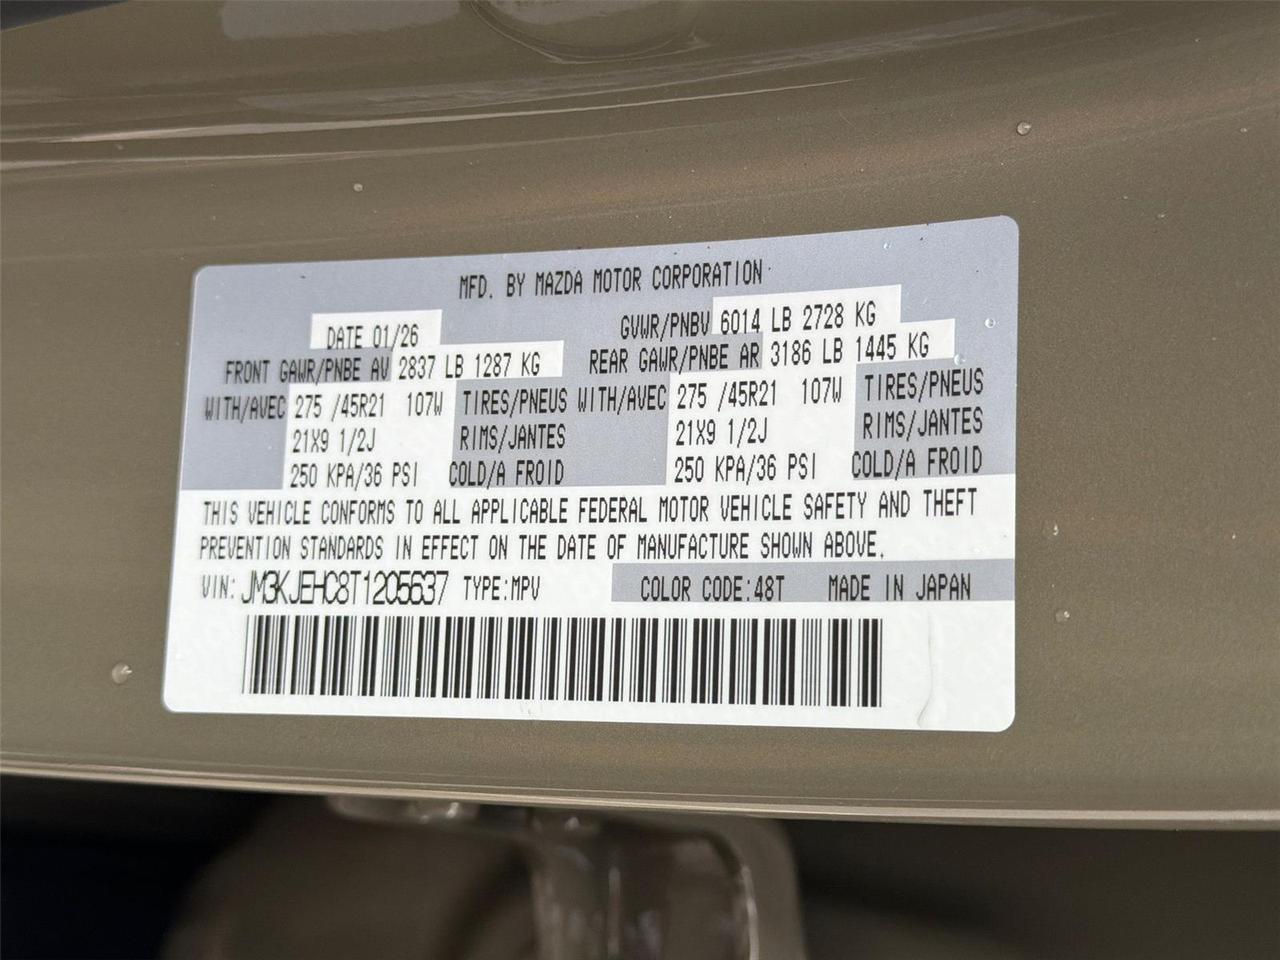 MFD. BY MAZDA MOTOR CORPORATION
DATE 01/26 GVWR/PNBV 6014 LB 2728 KG
FRONT GAWR/PNBE AV 2837 LB 1287 KG REAR GAWR/PNBE AR 3186 LB 1445 KG
WITH/AVEC 275 /45R21 107W TIRES/PNEUS WITH/AVEC 275 /45R21 107W TIRES/PNEUS
21X9 1/2J RIMS/JANTES 21X9 1/2J RIMS/JANTES
250 KPA/36 PSI COLD/A FROID 250 KPA/36 PSI COLD/A FROID
THIS VEHICLE CONFORMS TO ALL APPLICABLE FEDERAL MOTOR VEHICLE SAFETY AND THEFT
PREVENTION STANDARDS IN EFFECT ON THE DATE OF MANUFACTURE SHOWN ABOVE.
VIN: JM3KJEHC8T1205637 TYPE:MPV COLOR CODE:48T MADE IN JAPAN